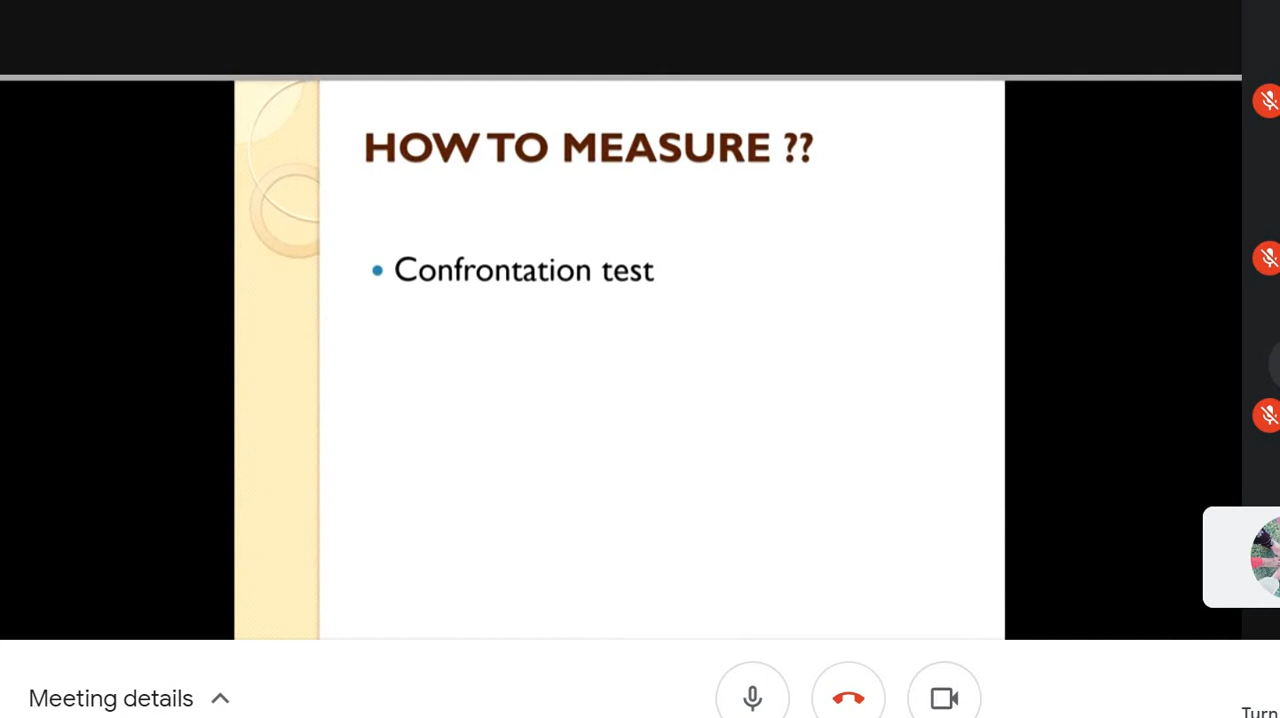 HOW TO MEASURE ??
• Confrontation test
Meeting details
Turn